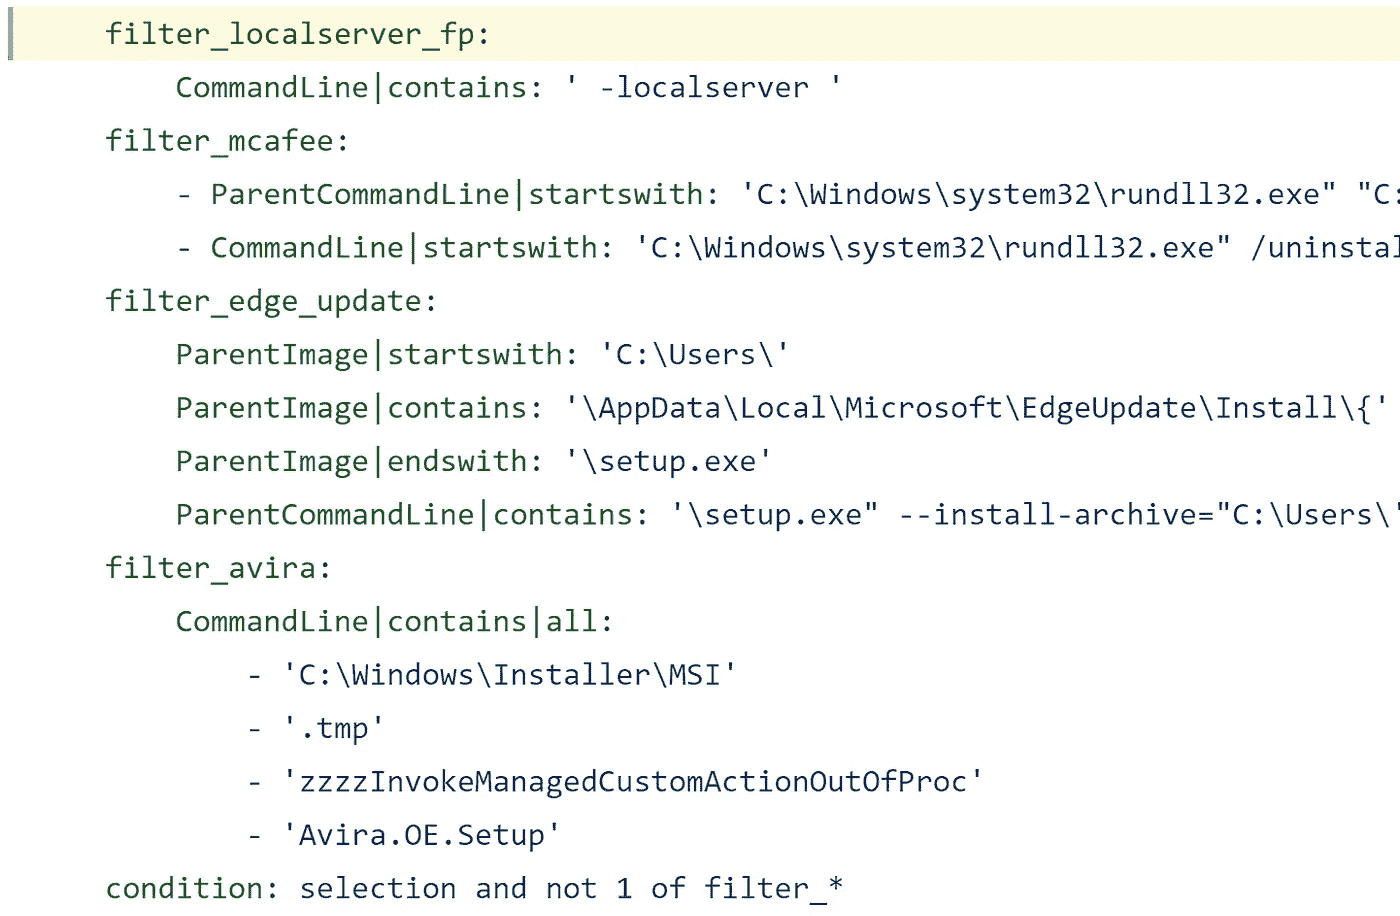 filter_localserver_fp:
CommandLine|contains: ' -localserver '
filter_mcafee:
- ParentCommandLine|startswith: 'C:\Windows\system32\rundll32.exe" "C:
- CommandLine|startswith: 'C:\Windows\system32\rundll32.exe" /uninstal
filter_edge_update:
ParentImage|startswith: 'C:\Users\'
ParentImage|contains: '\AppData\Local\Microsoft\EdgeUpdate\Install\{'
ParentImage|endswith: '\setup.exe'
ParentCommandLine|contains: '\setup.exe" --install-archive="C:\Users\'
filter_avira:
CommandLine|contains|all:
- 'C:\Windows\Installer\MSI'
- '.tmp'
- 'zzzzInvokeManagedCustomActionOutOfProc'
- 'Avira.OE.Setup'
condition: selection and not 1 of filter_*